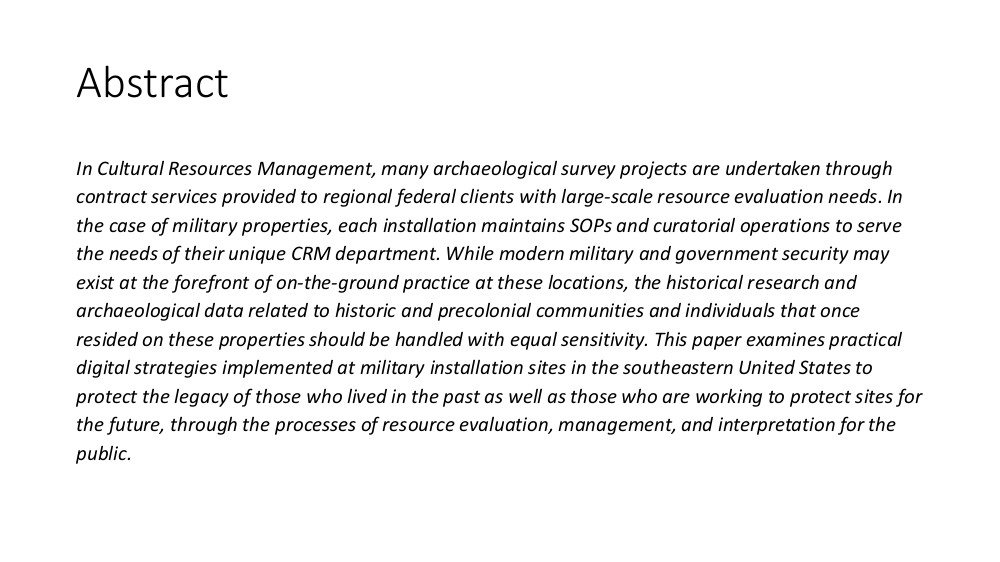 Abstract
In Cultural Resources Management, many archaeological survey projects are undertaken through
contract services provided to regional federal clients with large-scale resource evaluation needs. In
the case of military properties, each installation maintains SOPs and curatorial operations to serve
the needs of their unique CRM department. While modern military and government security may
exist at the forefront of on-the-ground practice at these locations, the historical research and
archaeological data related to historic and precolonial communities and individuals that once
resided on these properties should be handled with equal sensitivity. This paper examines practical
digital strategies implemented at military installation sites in the southeastern United States to
protect the legacy of those who lived in the past as well as those who are working to protect sites for
the future, through the processes of resource evaluation, management, and interpretation for the
public.